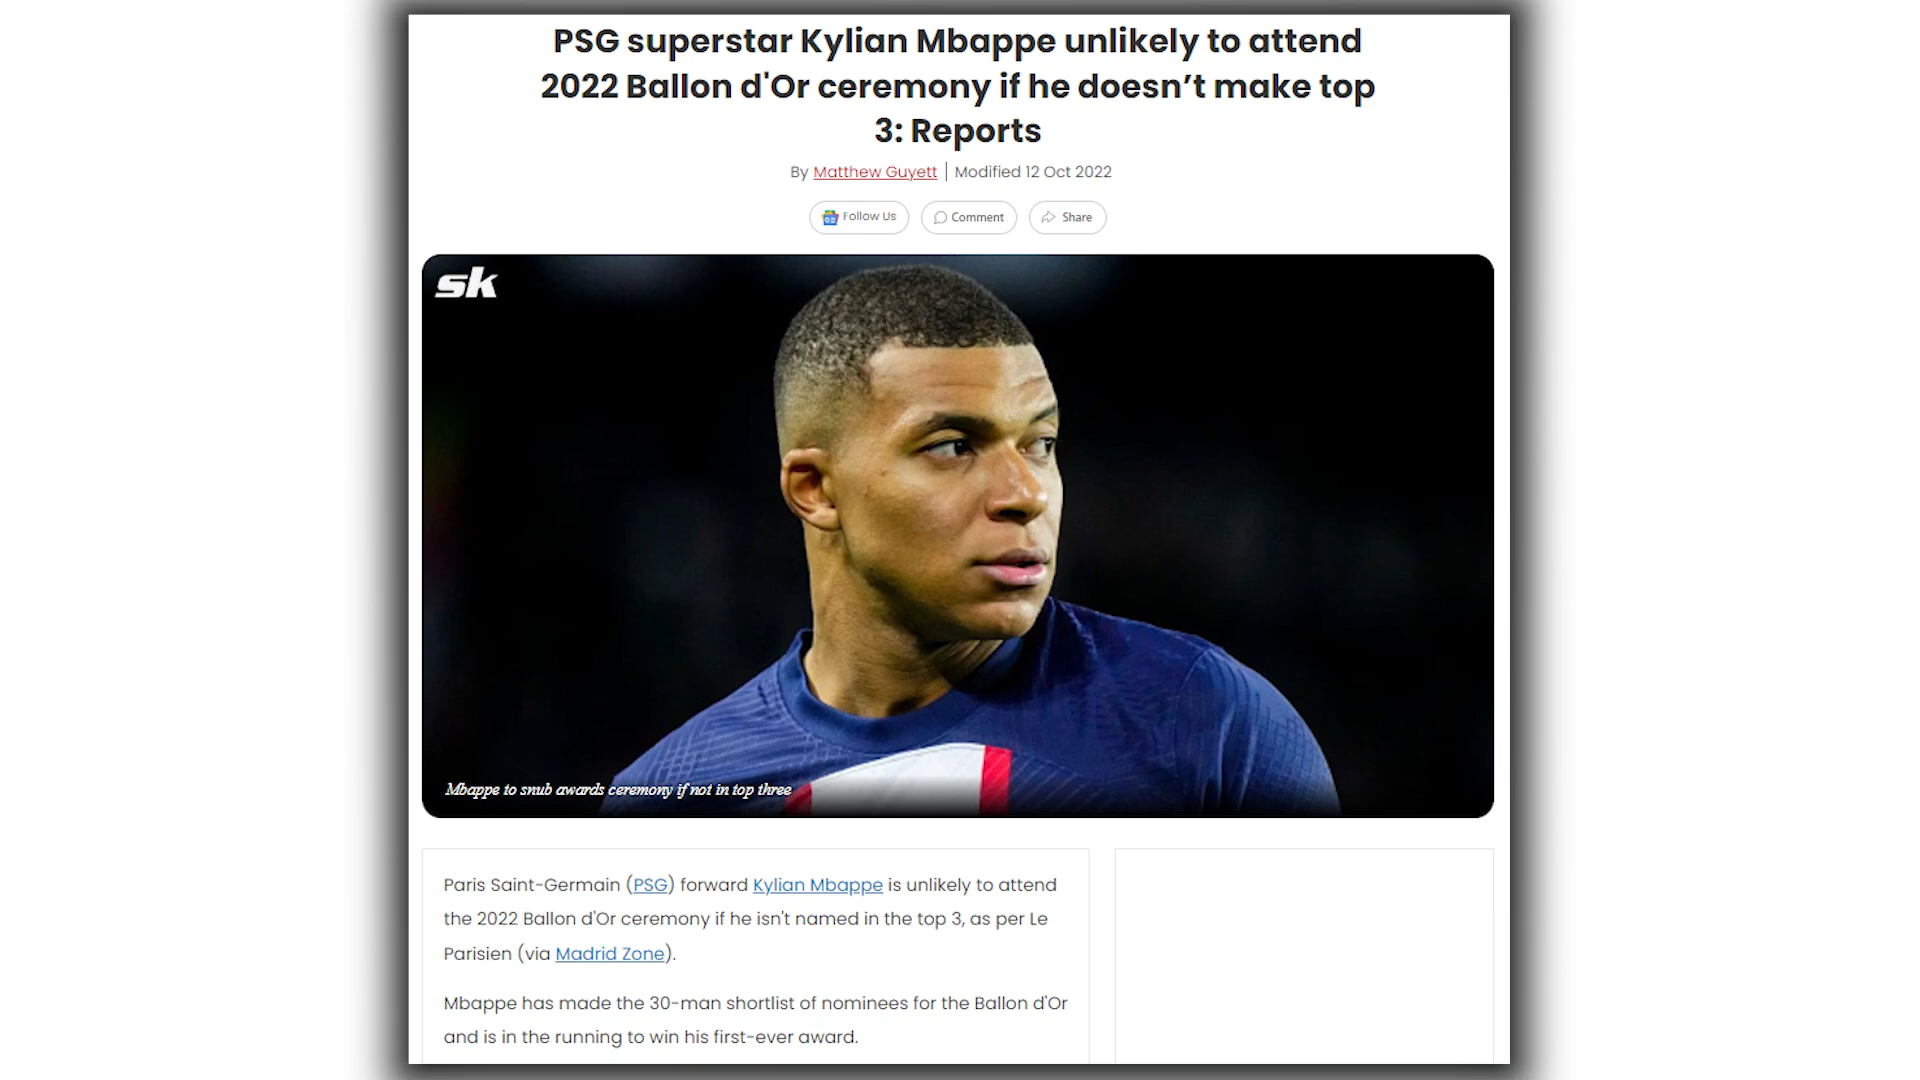 PSG superstar Kylian Mbappe unlikely to attend
2022 Ballon d'Or ceremony if he doesn’t make top
3: Reports
By Matthew Guyett | Modified 12 Oct 2022
Follow Us Comment Share
sk
Mbappe to snub awards ceremony if not in top three
Paris Saint-Germain (PSG) forward Kylian Mbappe is unlikely to attend
the 2022 Ballon d'Or ceremony if he isn't named in the top 3, as per Le
Parisien (via Madrid Zone).
Mbappe has made the 30-man shortlist of nominees for the Ballon d'Or
and is in the running to win his first-ever award.